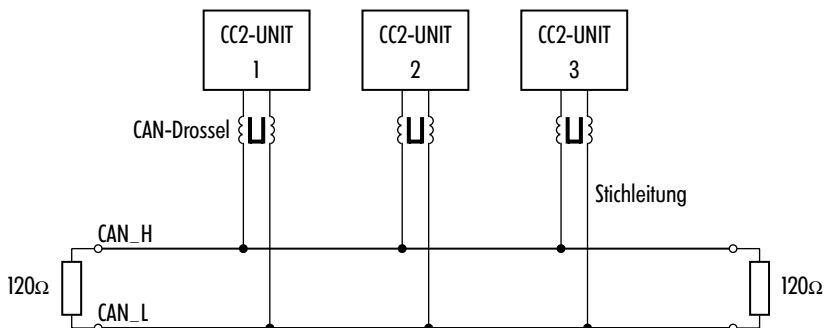 CC2-UNIT
1
CC2-UNIT
2
CC2-UNIT
3
CAN-Drossel
Stichleitung
CAN_H
120Ω
120Ω
CAN_L